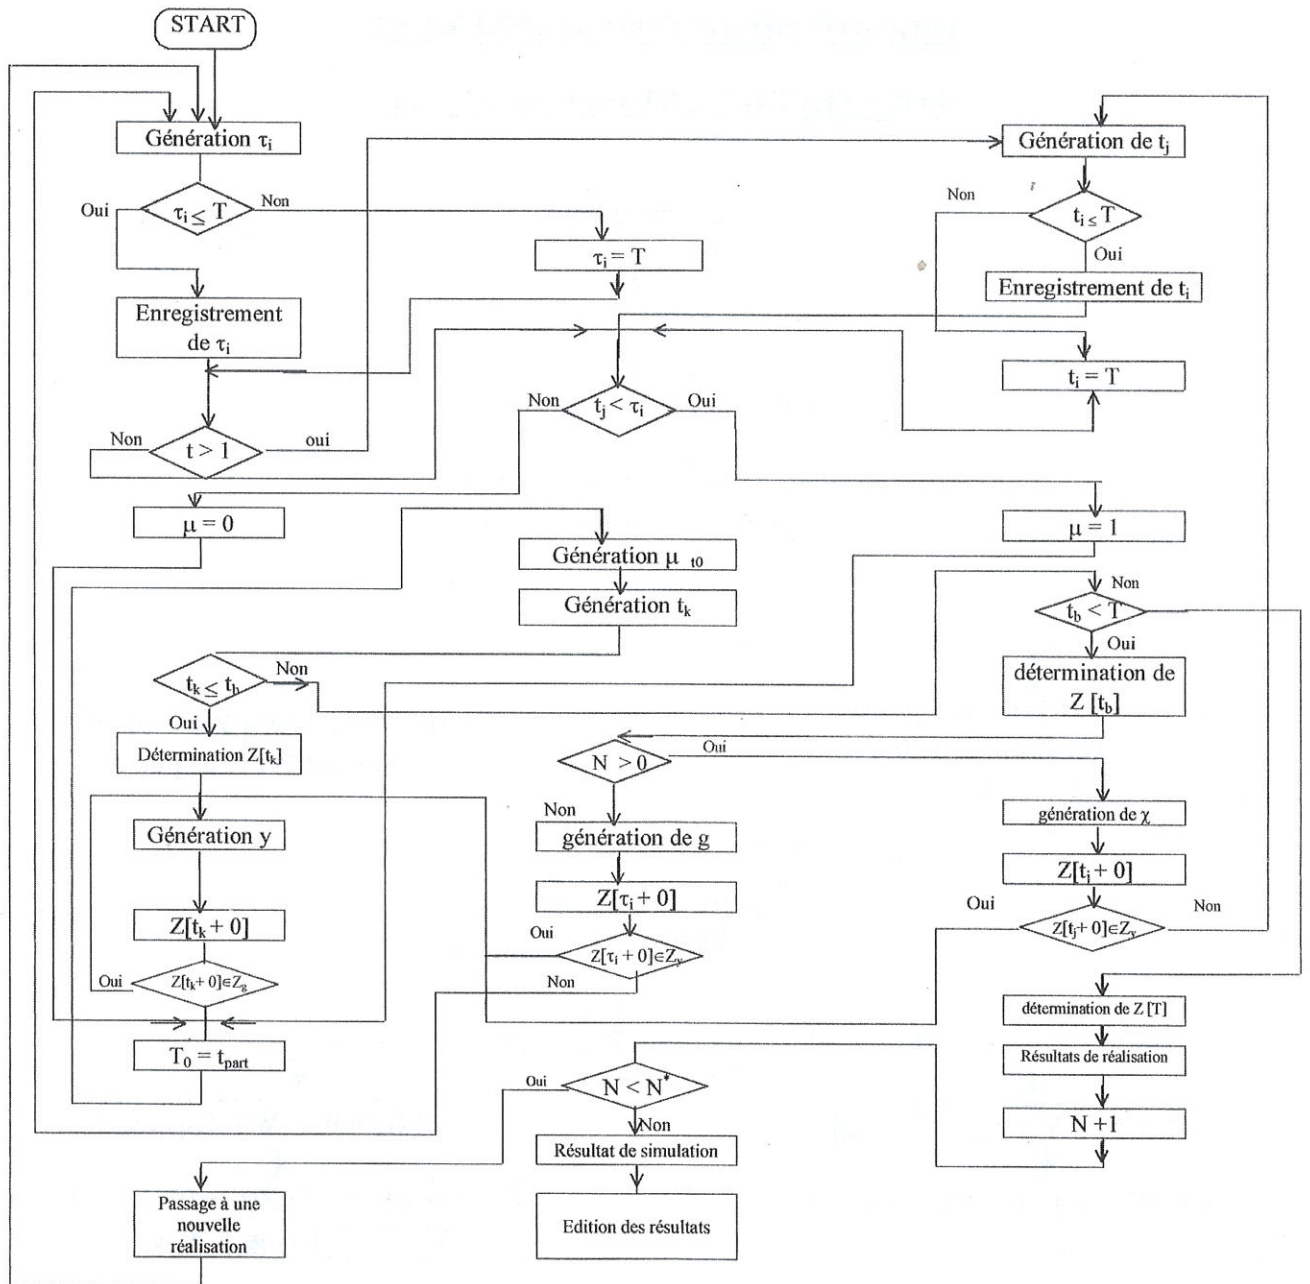 START
Génération τi
Génération de tj
Oui
τi ≤ T
Non
Non
ti ≤ T
Oui
τi = T
Enregistrement de ti
Enregistrement
de τi
ti = T
Non
tj < τi
Oui
Non
t > 1
oui
μ = 0
μ = 1
Génération μ t0
Non
Génération tk
tb < T
Oui
tk ≤ tb
Non
détermination de
Z [tb]
Oui
Détermination Z[tk]
N > 0
Oui
Non
génération de χ
Génération y
génération de g
Z[tj + 0]
Z[τi + 0]
Oui
Non
Z[tk + 0]
Oui
Z[tj + 0]∈Zγ
Z[τi + 0]∈Zγ
Oui
Z[tk + 0]∈Zg
Non
détermination de Z [T]
T0 = tpart
Résultats de réalisation
Oui
N < N*
Non
N +1
Résultat de simulation
Passage à une
nouvelle
réalisation
Edition des résultats